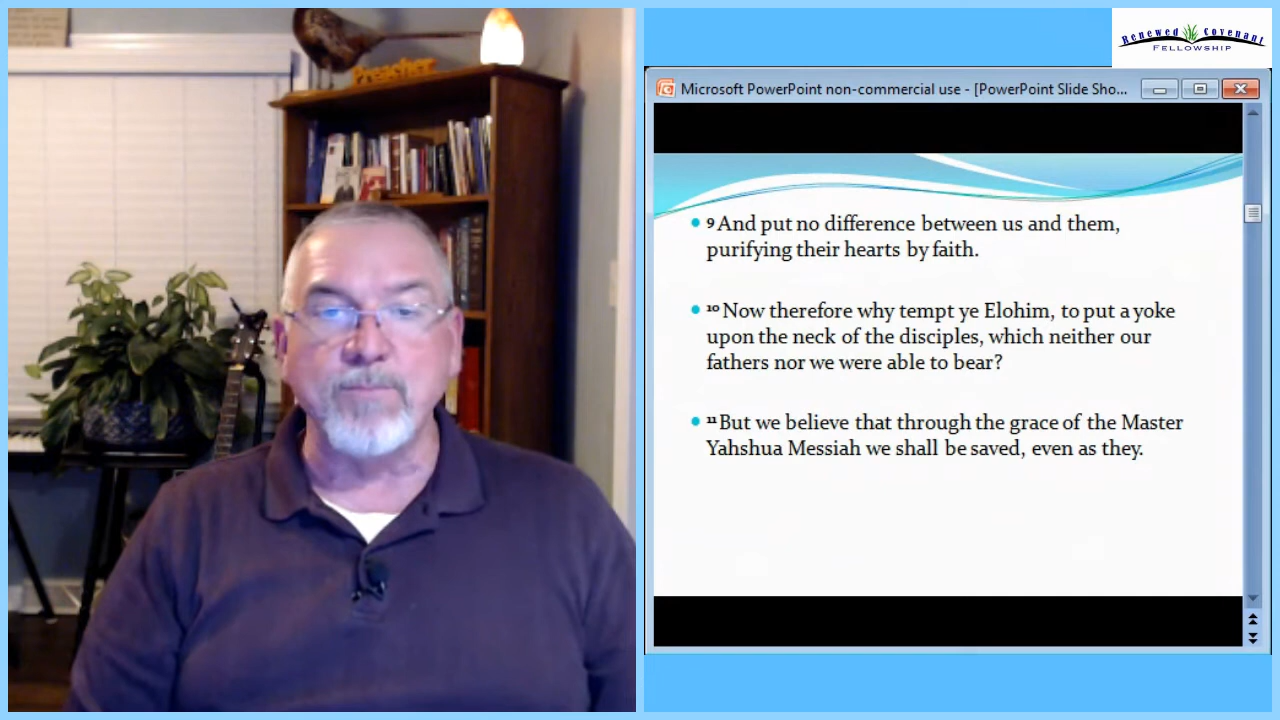 Preacher
Renewed Covenant
FELLOWSHIP
Microsoft PowerPoint non-commercial use - [PowerPoint Slide Sho...
• 9 And put no difference between us and them,
purifying their hearts by faith.
• 10 Now therefore why tempt ye Elohim, to put a yoke
upon the neck of the disciples, which neither our
fathers nor we were able to bear?
• 11 But we believe that through the grace of the Master
Yahshua Messiah we shall be saved, even as they.